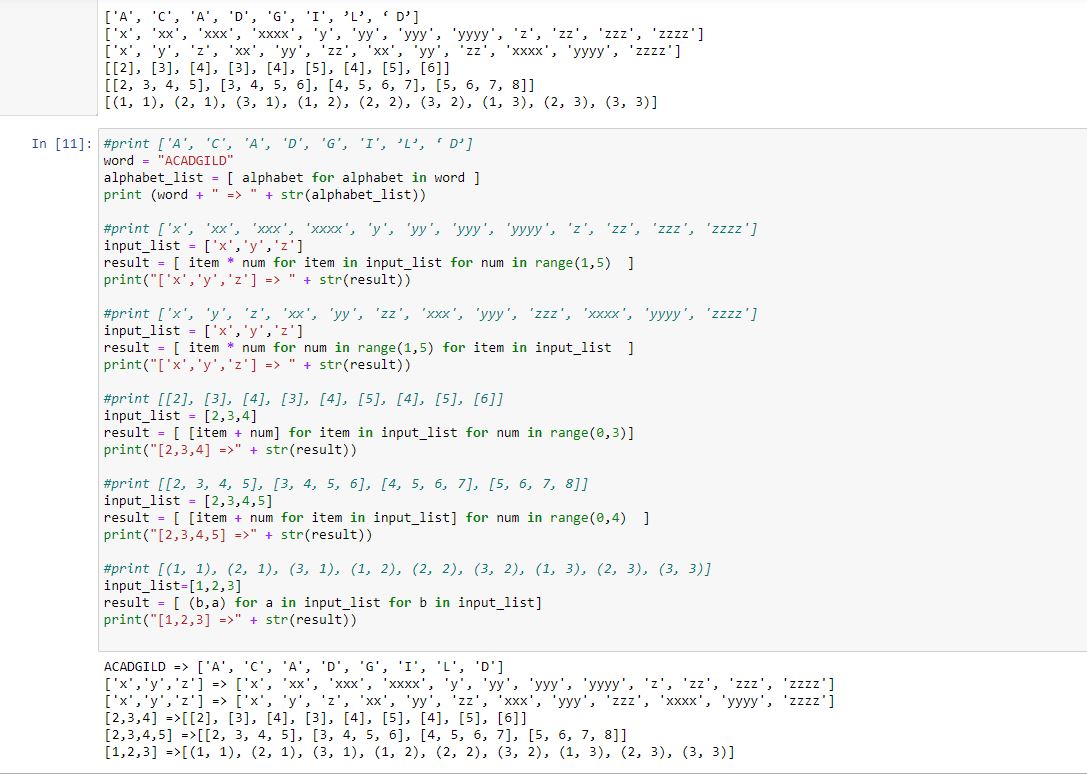 ['A', 'C', 'A', 'D', 'G', 'I', ’L’, ‘ D’]
['x', 'xx', 'xxx', 'xxxx', 'y', 'yy', 'yyy', 'yyyy', 'z', 'zz', 'zzz', 'zzzz']
['x', 'y', 'z', 'xx', 'yy', 'zz', 'xx', 'yy', 'zz', 'xxxx', 'yyyy', 'zzzz']
[[2], [3], [4], [3], [4], [5], [4], [5], [6]]
[[2, 3, 4, 5], [3, 4, 5, 6], [4, 5, 6, 7], [5, 6, 7, 8]]
[(1, 1), (2, 1), (3, 1), (1, 2), (2, 2), (3, 2), (1, 3), (2, 3), (3, 3)]
In [11]: #print ['A', 'C', 'A', 'D', 'G', 'I', ’L’, ‘ D’]
word = "ACADGILD"
alphabet_list = [ alphabet for alphabet in word ]
print (word + " => " + str(alphabet_list))
#print ['x', 'xx', 'xxx', 'xxxx', 'y', 'yy', 'yyy', 'yyyy', 'z', 'zz', 'zzz', 'zzzz']
input_list = ['x','y','z']
result = [ item * num for item in input_list for num in range(1,5)  ]
print("['x','y','z'] => " + str(result))
#print ['x', 'y', 'z', 'xx', 'yy', 'zz', 'xxx', 'yyy', 'zzz', 'xxxx', 'yyyy', 'zzzz']
input_list = ['x','y','z']
result = [ item * num for num in range(1,5) for item in input_list  ]
print("['x','y','z'] => " + str(result))
#print [[2], [3], [4], [3], [4], [5], [4], [5], [6]]
input_list = [2,3,4]
result = [ [item + num] for item in input_list for num in range(0,3)]
print("[2,3,4] =>" + str(result))
#print [[2, 3, 4, 5], [3, 4, 5, 6], [4, 5, 6, 7], [5, 6, 7, 8]]
input_list = [2,3,4,5]
result = [ [item + num for item in input_list] for num in range(0,4)  ]
print("[2,3,4,5] =>" + str(result))
#print [(1, 1), (2, 1), (3, 1), (1, 2), (2, 2), (3, 2), (1, 3), (2, 3), (3, 3)]
input_list=[1,2,3]
result = [ (b,a) for a in input_list for b in input_list]
print("[1,2,3] =>" + str(result))
ACADGILD => ['A', 'C', 'A', 'D', 'G', 'I', 'L', 'D']
['x','y','z'] => ['x', 'xx', 'xxx', 'xxxx', 'y', 'yy', 'yyy', 'yyyy', 'z', 'zz', 'zzz', 'zzzz']
['x','y','z'] => ['x', 'y', 'z', 'xx', 'yy', 'zz', 'xxx', 'yyy', 'zzz', 'xxxx', 'yyyy', 'zzzz']
[2,3,4] =>[[2], [3], [4], [3], [4], [5], [4], [5], [6]]
[2,3,4,5] =>[[2, 3, 4, 5], [3, 4, 5, 6], [4, 5, 6, 7], [5, 6, 7, 8]]
[1,2,3] =>[(1, 1), (2, 1), (3, 1), (1, 2), (2, 2), (3, 2), (1, 3), (2, 3), (3, 3)]